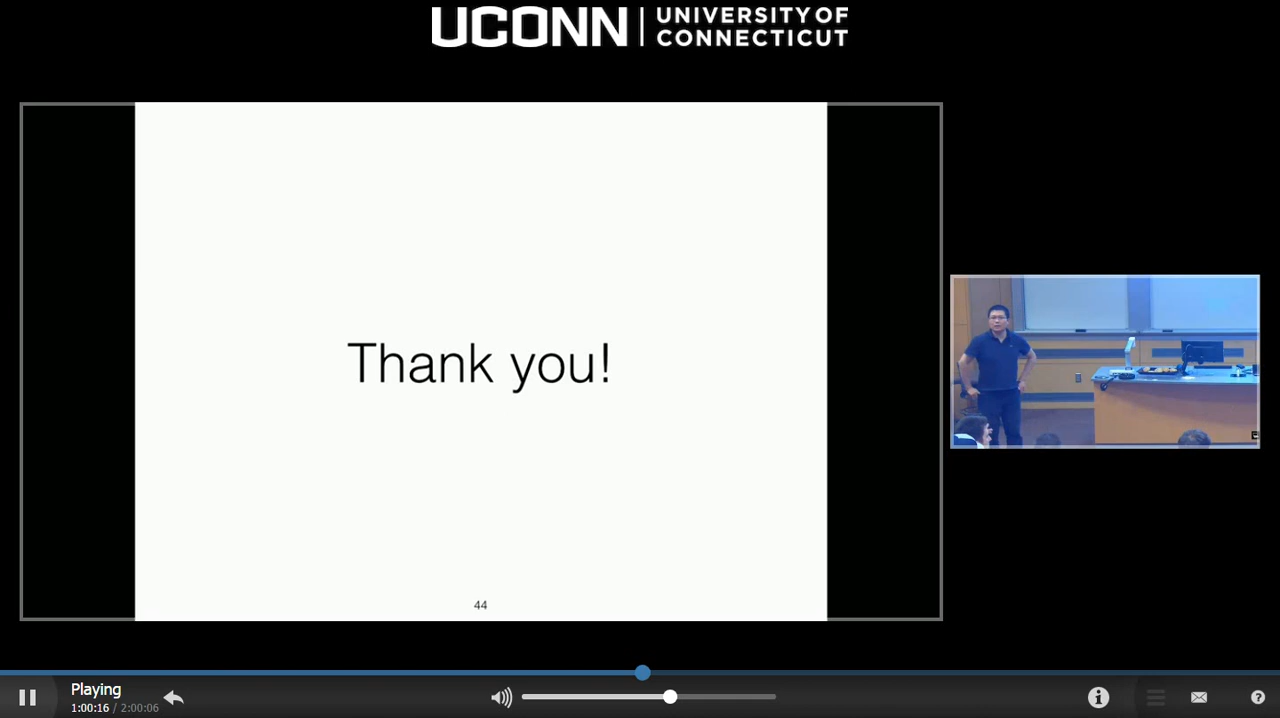 UCONN
UNIVERSITY OF
CONNECTICUT
Thank you!
44
Playing
1:00:16 / 2:00:06